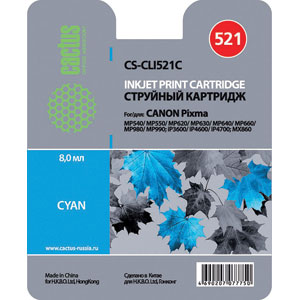 cactus
521
CS-CLI521C
INKJET PRINT CARTRIDGE
СТРУЙНЫЙ КАРТРИДЖ
For/для: CANON Pixma
MP540/ MP550/ MP620/ MP630/ MP640/ MP660/
MP980/ MP990; IP3600/ IP4600/ IP4700; MX860
8,0 мл
CYAN
www.cactus-russia.ru
Made in China
for H.K.B.O. Ltd, HongKong
Сделано в Китае
для H.K.B.O. Ltd, Гонконг
4690207077750